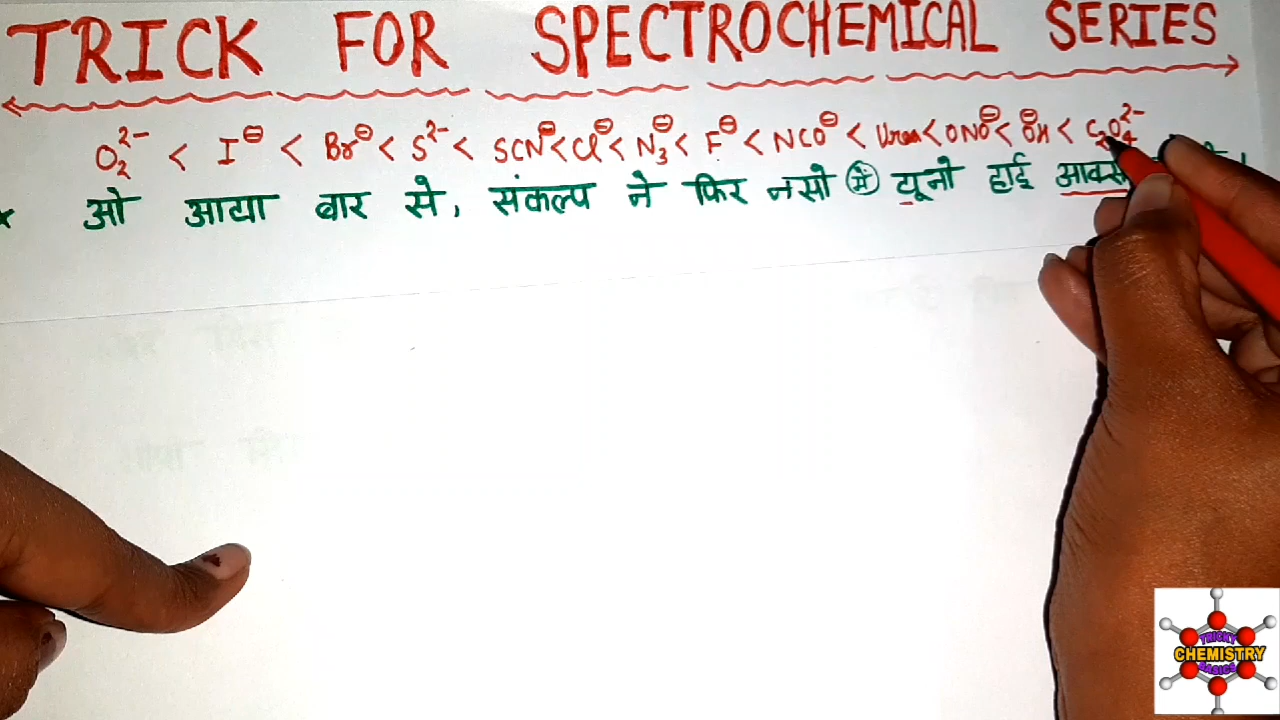 TRICK FOR SPECTROCHEMICAL SERIES
O₂²⁻ < I⊖ < Br⊖ < S²⁻ < SCN⊖ < Cl⊖ < N₃⊖ < F⊖ < NCO⊖ < Urea < ONO⊖ < ⊖OH < C₂O₄²⁻
* ओ आया बार से, संकल्प ने फिर नसो में यूनो हाई
TRICKY
CHEMISTRY
BASICS